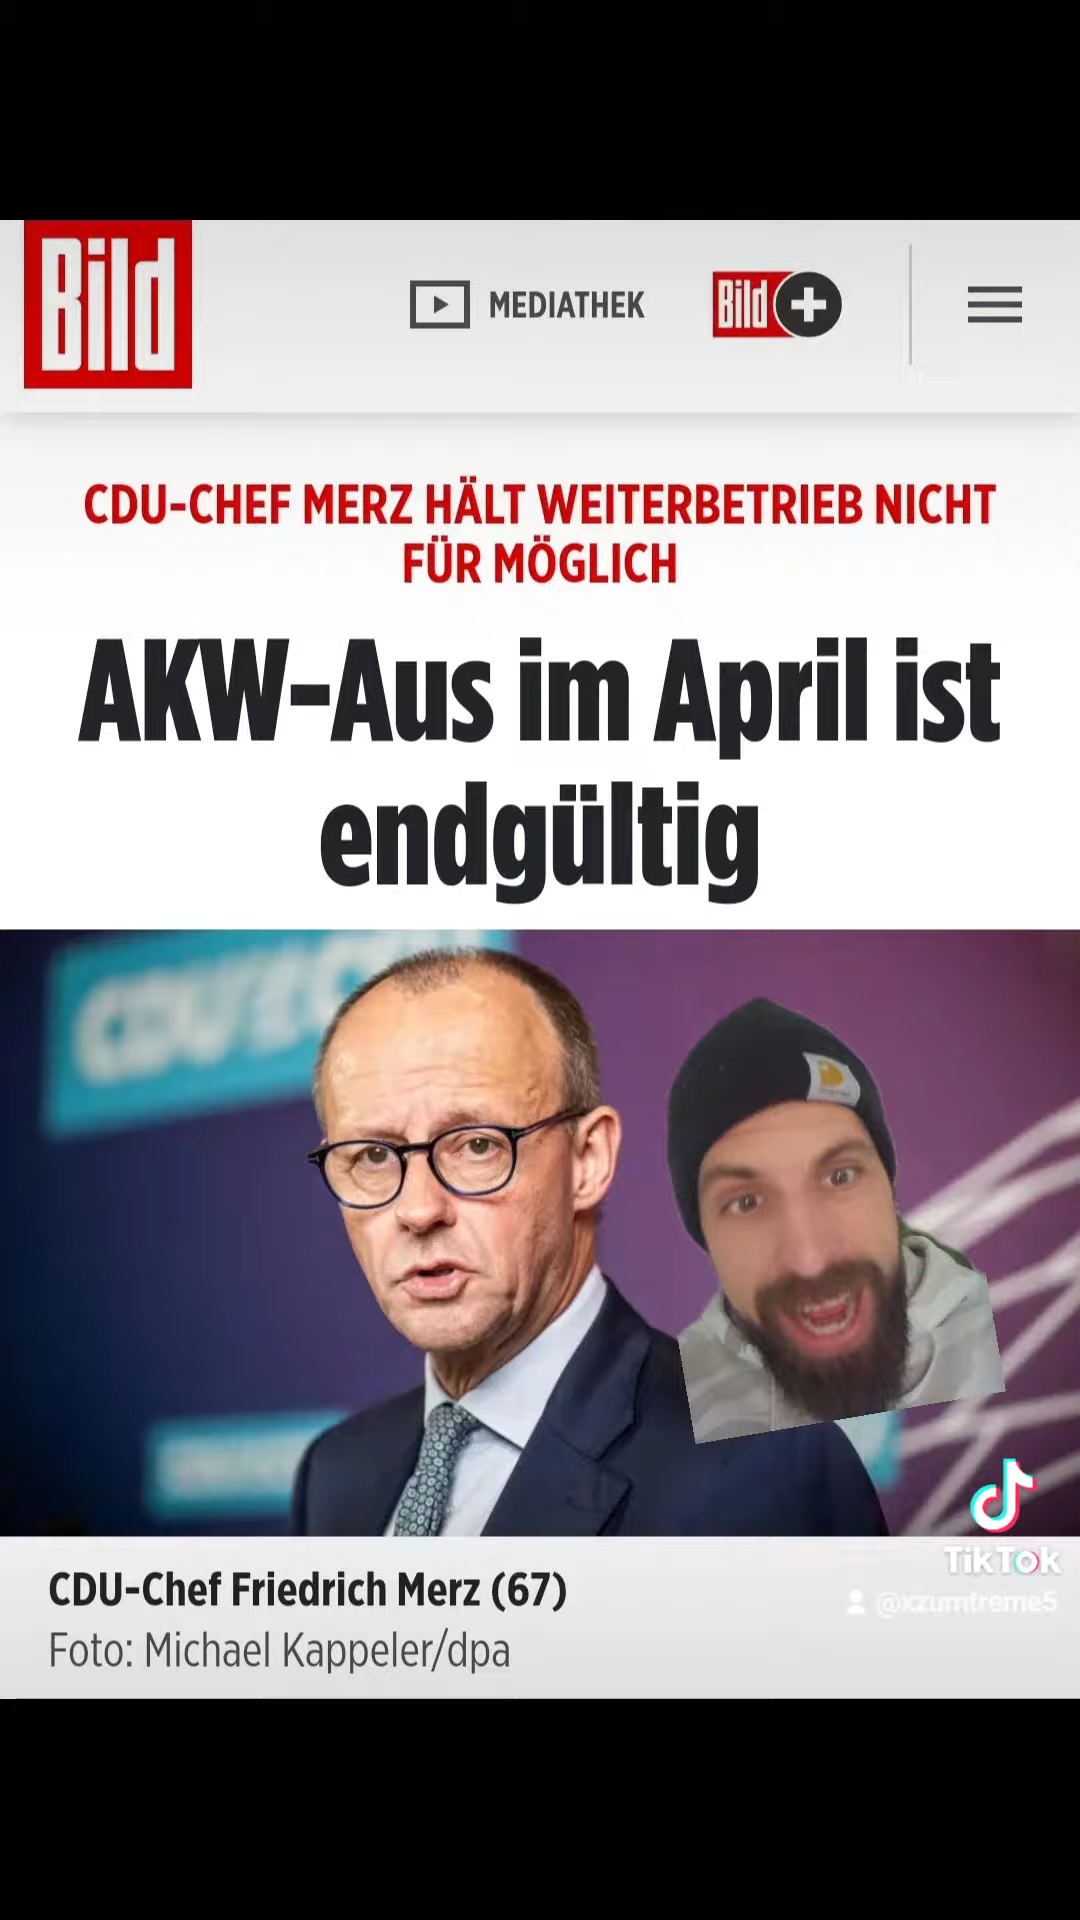 Bild
MEDIATHEK
Bild +
CDU-CHEF MERZ HÄLT WEITERBETRIEB NICHT
FÜR MÖGLICH
AKW-Aus im April ist
endgültig
CDU-Chef Friedrich Merz (67)
Foto: Michael Kappeler/dpa
TikTok
@xzumtreme5